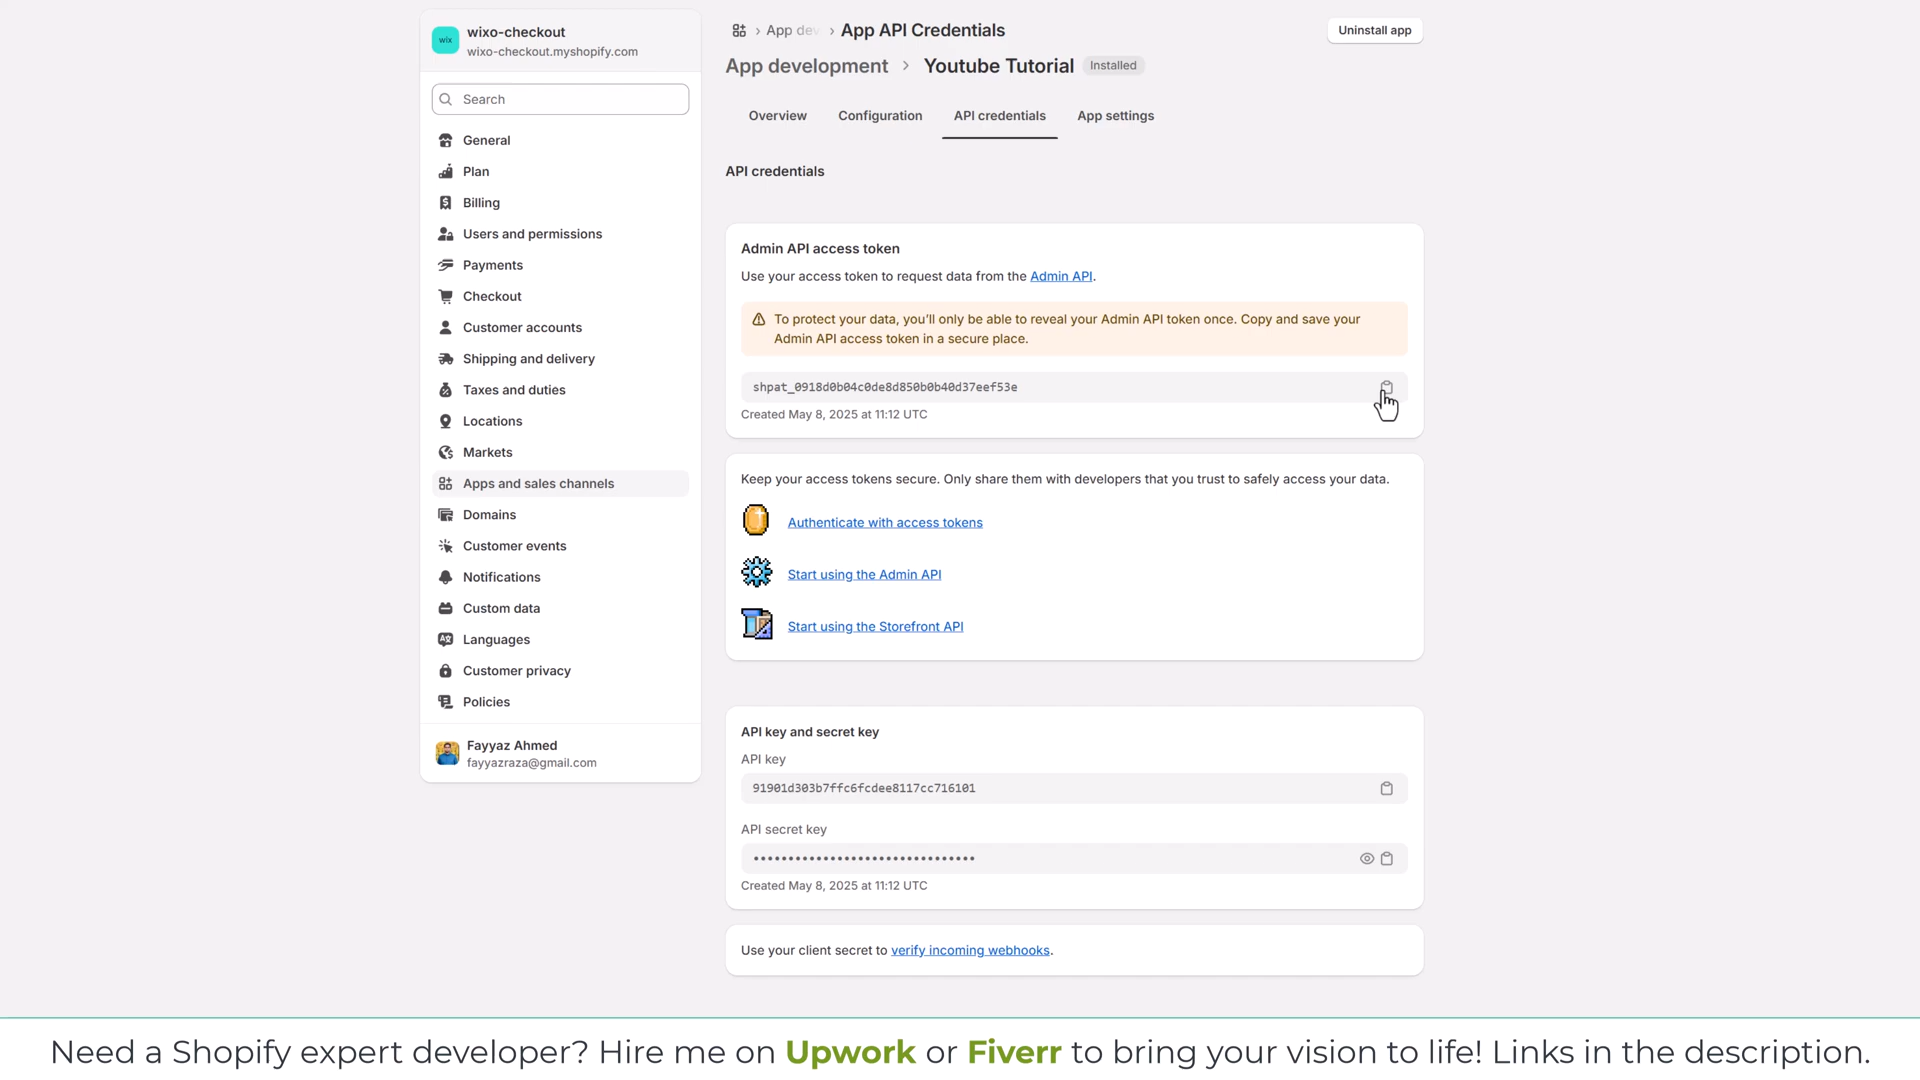 wix
wixo-checkout
wixo-checkout.myshopify.com
Search
General
Plan
Billing
Users and permissions
Payments
Checkout
Customer accounts
Shipping and delivery
Taxes and duties
Locations
Markets
Apps and sales channels
Domains
Customer events
Notifications
Custom data
Languages
Customer privacy
Policies
Fayyaz Ahmed
fayyazraza@gmail.com
App dev › App API Credentials
Uninstall app
App development › Youtube Tutorial Installed
Overview Configuration API credentials App settings
API credentials
Admin API access token
Use your access token to request data from the Admin API.
To protect your data, you'll only be able to reveal your Admin API token once. Copy and save your
Admin API access token in a secure place.
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
Created May 8, 2025 at 11:12 UTC
Keep your access tokens secure. Only share them with developers that you trust to safely access your data.
Authenticate with access tokens
Start using the Admin API
Start using the Storefront API
API key and secret key
API key
91901d303b7ffc6fcdee8117cc716101
API secret key
••••••••••••••••••••••••••••••••
Created May 8, 2025 at 11:12 UTC
Use your client secret to verify incoming webhooks.
Need a Shopify expert developer? Hire me on Upwork or Fiverr to bring your vision to life! Links in the description.